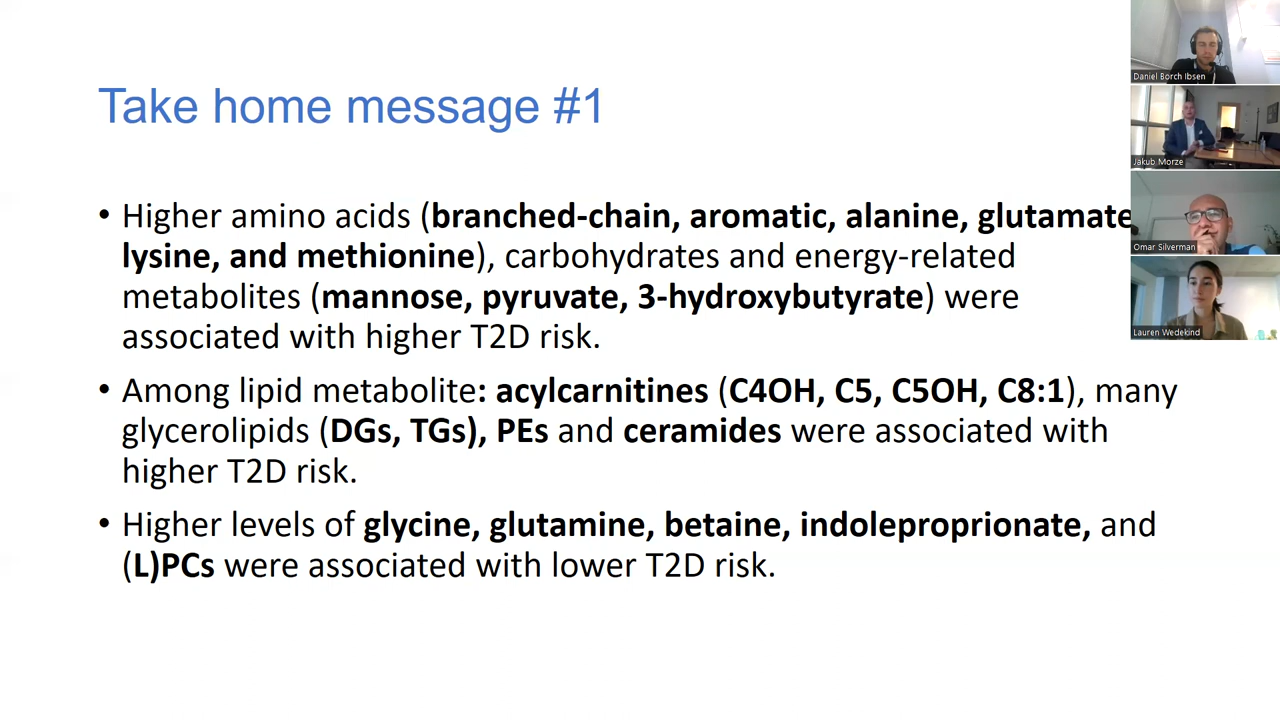 Take home message #1
• Higher amino acids (branched-chain, aromatic, alanine, glutamate
lysine, and methionine), carbohydrates and energy-related
metabolites (mannose, pyruvate, 3-hydroxybutyrate) were
associated with higher T2D risk.
• Among lipid metabolite: acylcarnitines (C4OH, C5, C5OH, C8:1), many
glycerolipids (DGs, TGs), PEs and ceramides were associated with
higher T2D risk.
• Higher levels of glycine, glutamine, betaine, indoleproprionate, and
(L)PCs were associated with lower T2D risk.
Daniel Borch Ibsen
Jakub Morze
Omar Silverman
Lauren Wedekind